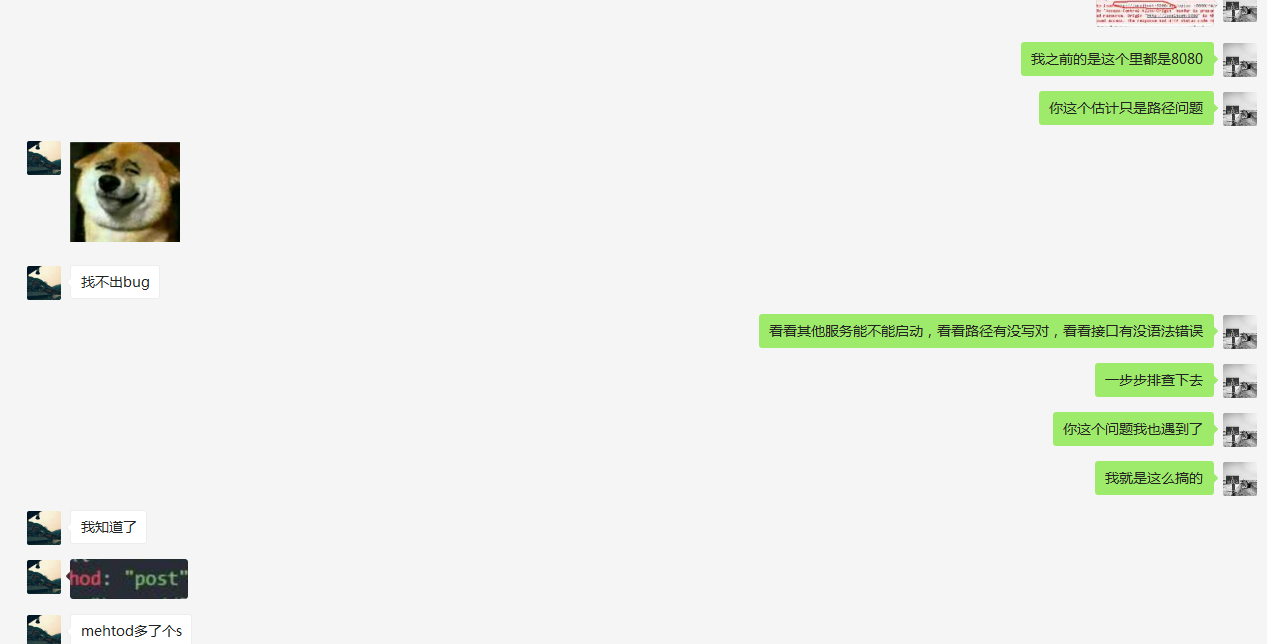 我之前的是这个里都是8080
你这个估计只是路径问题
找不出bug
看看其他服务能不能启动，看看路径有没写对，看看接口有没语法错误
一步步排查下去
你这个问题我也遇到了
我就是这么搞的
我知道了
hod: "post"
mehtod多了个s